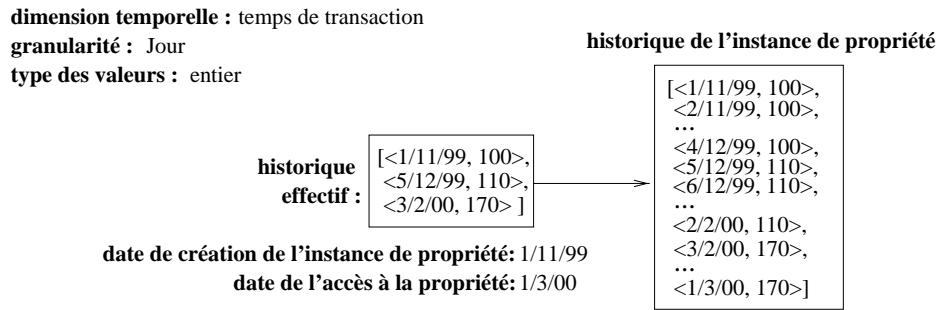 dimension temporelle : temps de transaction
granularité : Jour
type des valeurs : entier
historique de l'instance de propriété
historique
effectif :
[<1/11/99, 100>,
<5/12/99, 110>,
<3/2/00, 170> ]
[<1/11/99, 100>,
<2/11/99, 100>,
...
<4/12/99, 100>,
<5/12/99, 110>,
<6/12/99, 110>,
...
<2/2/00, 110>,
<3/2/00, 170>,
...
<1/3/00, 170>]
date de création de l'instance de propriété: 1/11/99
date de l'accès à la propriété: 1/3/00